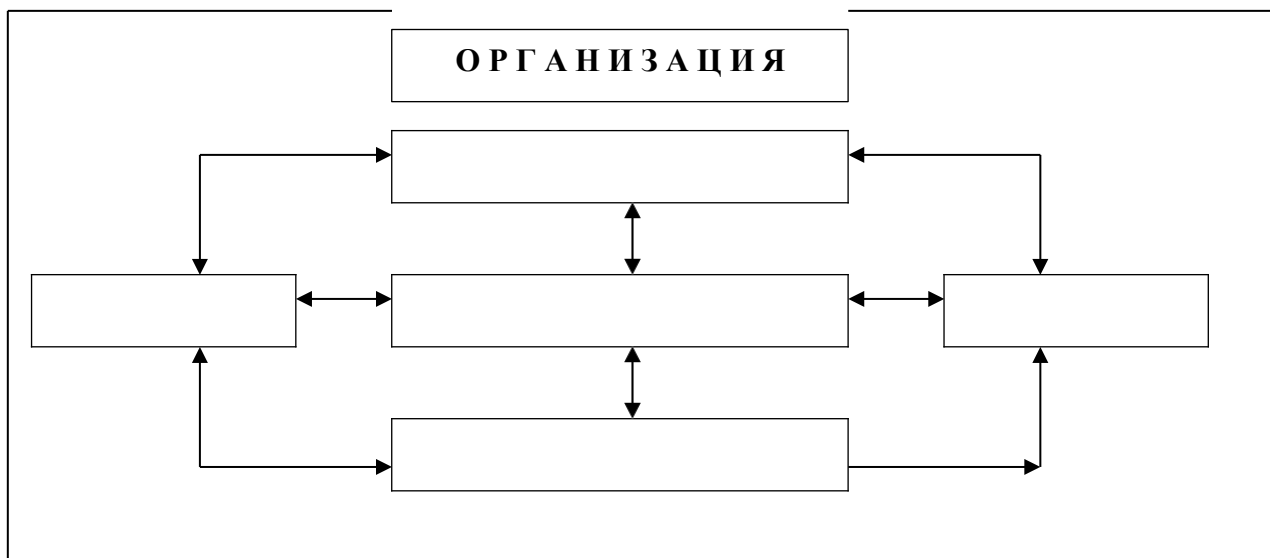 О Р Г А Н И З А Ц И Я